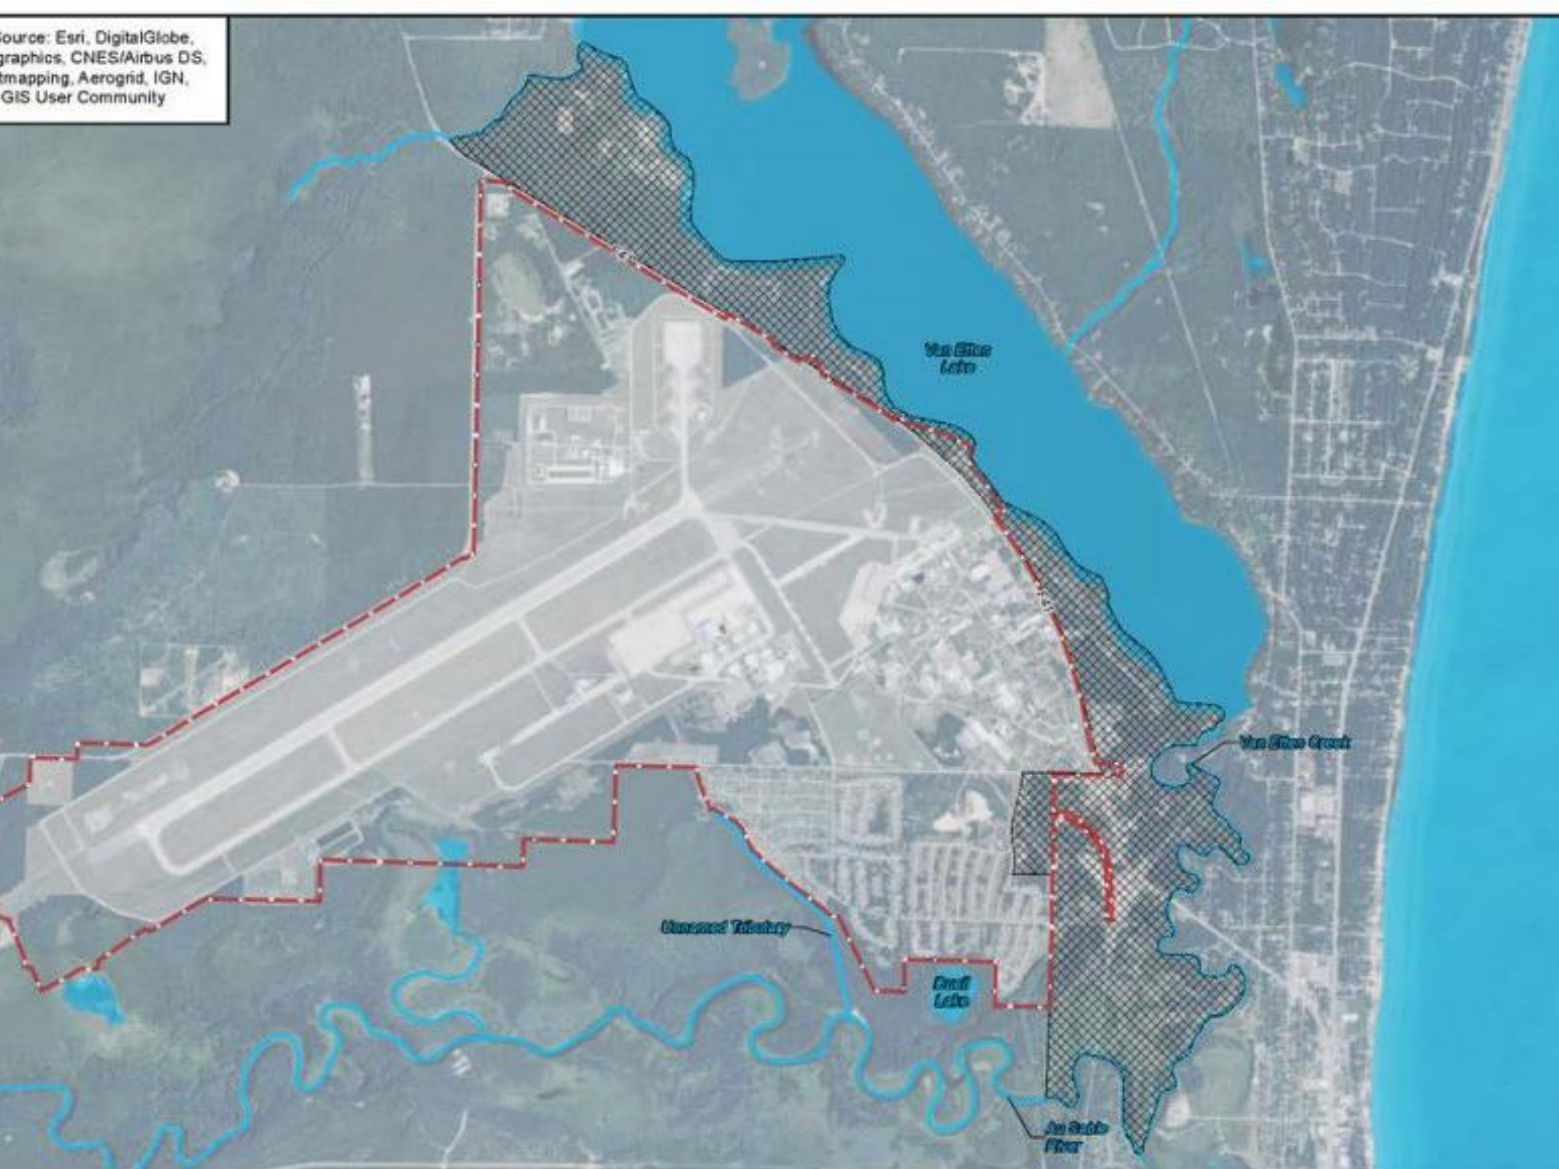 Source: Esri, DigitalGlobe,
graphics, CNES/Airbus DS,
tmapping, Aerogrid, IGN,
GIS User Community
Van Etten
Lake
Van Etten Creek
Unnamed Tributary
Duell
Lake
Au Sable
River